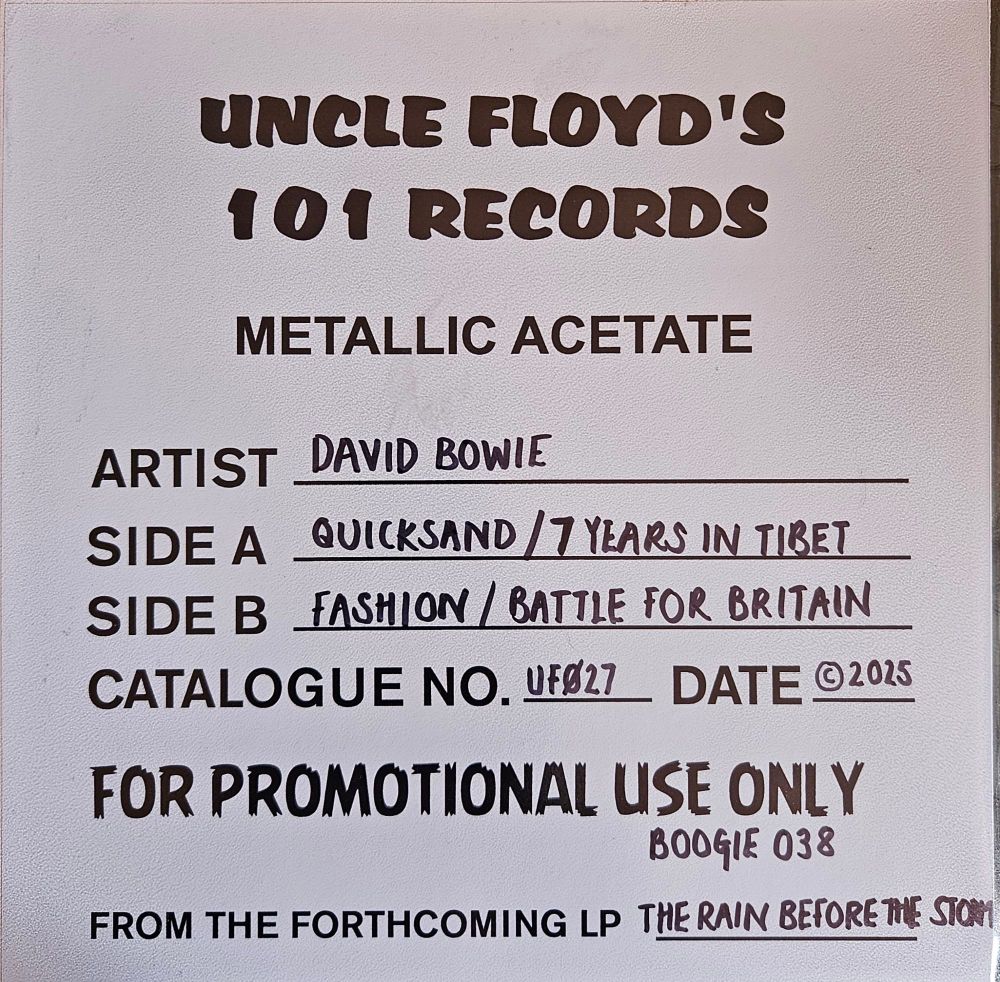 UNCLE FLOYD'S
101 RECORDS
METALLIC ACETATE
ARTIST DAVID BOWIE
SIDE A QUICKSAND / 7 YEARS IN TIBET
SIDE B FASHION / BATTLE FOR BRITAIN
CATALOGUE NO. UFØ27 DATE ©2025
FOR PROMOTIONAL USE ONLY
BOOGIE 038
FROM THE FORTHCOMING LP THE RAIN BEFORE THE STORM